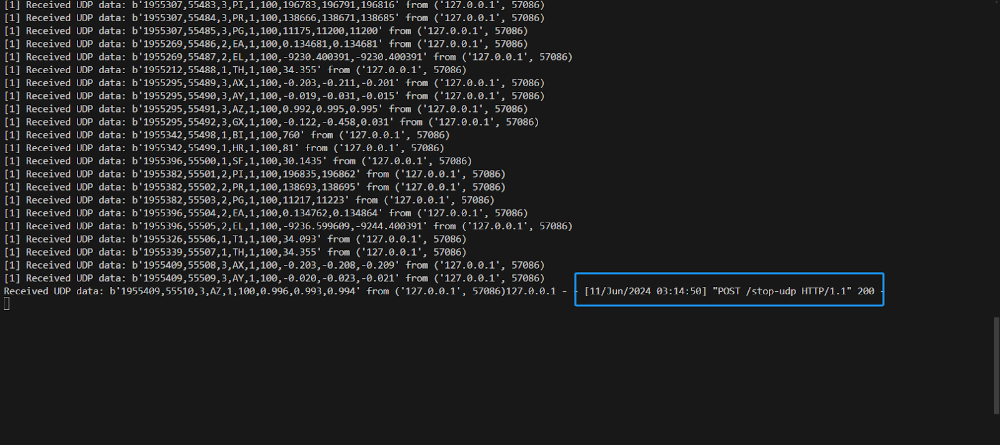 [1] Received UDP data: b'1955307,55483,3,PI,1,100,196783,196791,196816' from ('127.0.0.1', 57086)
[1] Received UDP data: b'1955307,55484,3,PR,1,100,138666,138671,138685' from ('127.0.0.1', 57086)
[1] Received UDP data: b'1955307,55485,3,PG,1,100,11175,11200,11200' from ('127.0.0.1', 57086)
[1] Received UDP data: b'1955269,55486,2,EA,1,100,0.134681,0.134681' from ('127.0.0.1', 57086)
[1] Received UDP data: b'1955269,55487,2,EL,1,100,-9230.400391,-9230.400391' from ('127.0.0.1', 57086)
[1] Received UDP data: b'1955212,55488,1,TH,1,100,34.355' from ('127.0.0.1', 57086)
[1] Received UDP data: b'1955295,55489,3,AX,1,100,-0.203,-0.211,-0.201' from ('127.0.0.1', 57086)
[1] Received UDP data: b'1955295,55490,3,AY,1,100,-0.019,-0.031,-0.015' from ('127.0.0.1', 57086)
[1] Received UDP data: b'1955295,55491,3,AZ,1,100,0.992,0.995,0.995' from ('127.0.0.1', 57086)
[1] Received UDP data: b'1955295,55492,3,GX,1,100,-0.122,-0.458,0.031' from ('127.0.0.1', 57086)
[1] Received UDP data: b'1955342,55498,1,BI,1,100,760' from ('127.0.0.1', 57086)
[1] Received UDP data: b'1955342,55499,1,HR,1,100,81' from ('127.0.0.1', 57086)
[1] Received UDP data: b'1955396,55500,1,SF,1,100,30.1435' from ('127.0.0.1', 57086)
[1] Received UDP data: b'1955382,55501,2,PI,1,100,196835,196862' from ('127.0.0.1', 57086)
[1] Received UDP data: b'1955382,55502,2,PR,1,100,138693,138695' from ('127.0.0.1', 57086)
[1] Received UDP data: b'1955382,55503,2,PG,1,100,11217,11223' from ('127.0.0.1', 57086)
[1] Received UDP data: b'1955396,55504,2,EA,1,100,0.134762,0.134864' from ('127.0.0.1', 57086)
[1] Received UDP data: b'1955396,55505,2,EL,1,100,-9236.599609,-9244.400391' from ('127.0.0.1', 57086)
[1] Received UDP data: b'1955326,55506,1,T1,1,100,34.093' from ('127.0.0.1', 57086)
[1] Received UDP data: b'1955339,55507,1,TH,1,100,34.355' from ('127.0.0.1', 57086)
[1] Received UDP data: b'1955409,55508,3,AX,1,100,-0.203,-0.208,-0.209' from ('127.0.0.1', 57086)
[1] Received UDP data: b'1955409,55509,3,AY,1,100,-0.020,-0.023,-0.021' from ('127.0.0.1', 57086)
Received UDP data: b'1955409,55510,3,AZ,1,100,0.996,0.993,0.994' from ('127.0.0.1', 57086)127.0.0.1 - - [11/Jun/2024 03:14:50] "POST /stop-udp HTTP/1.1" 200 -